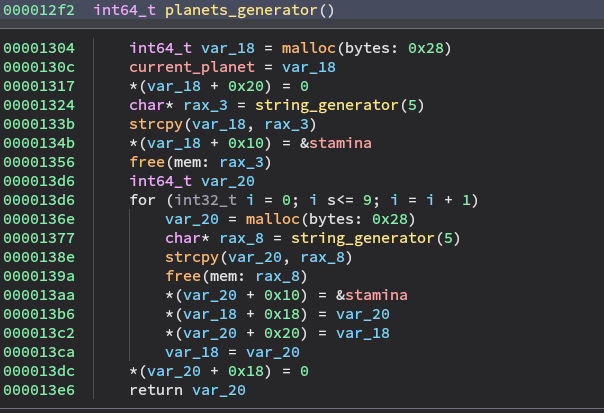 000012f2 int64_t planets_generator()
00001304 int64_t var_18 = malloc(bytes: 0x28)
0000130c current_planet = var_18
00001317 *(var_18 + 0x20) = 0
00001324 char* rax_3 = string_generator(5)
0000133b strcpy(var_18, rax_3)
0000134b *(var_18 + 0x10) = &stamina
00001356 free(mem: rax_3)
000013d6 int64_t var_20
000013d6 for (int32_t i = 0; i s<= 9; i = i + 1)
0000136e var_20 = malloc(bytes: 0x28)
00001377 char* rax_8 = string_generator(5)
0000138e strcpy(var_20, rax_8)
0000139a free(mem: rax_8)
000013aa *(var_20 + 0x10) = &stamina
000013b6 *(var_18 + 0x18) = var_20
000013c2 *(var_20 + 0x20) = var_18
000013ca var_18 = var_20
000013dc *(var_20 + 0x18) = 0
000013e6 return var_20